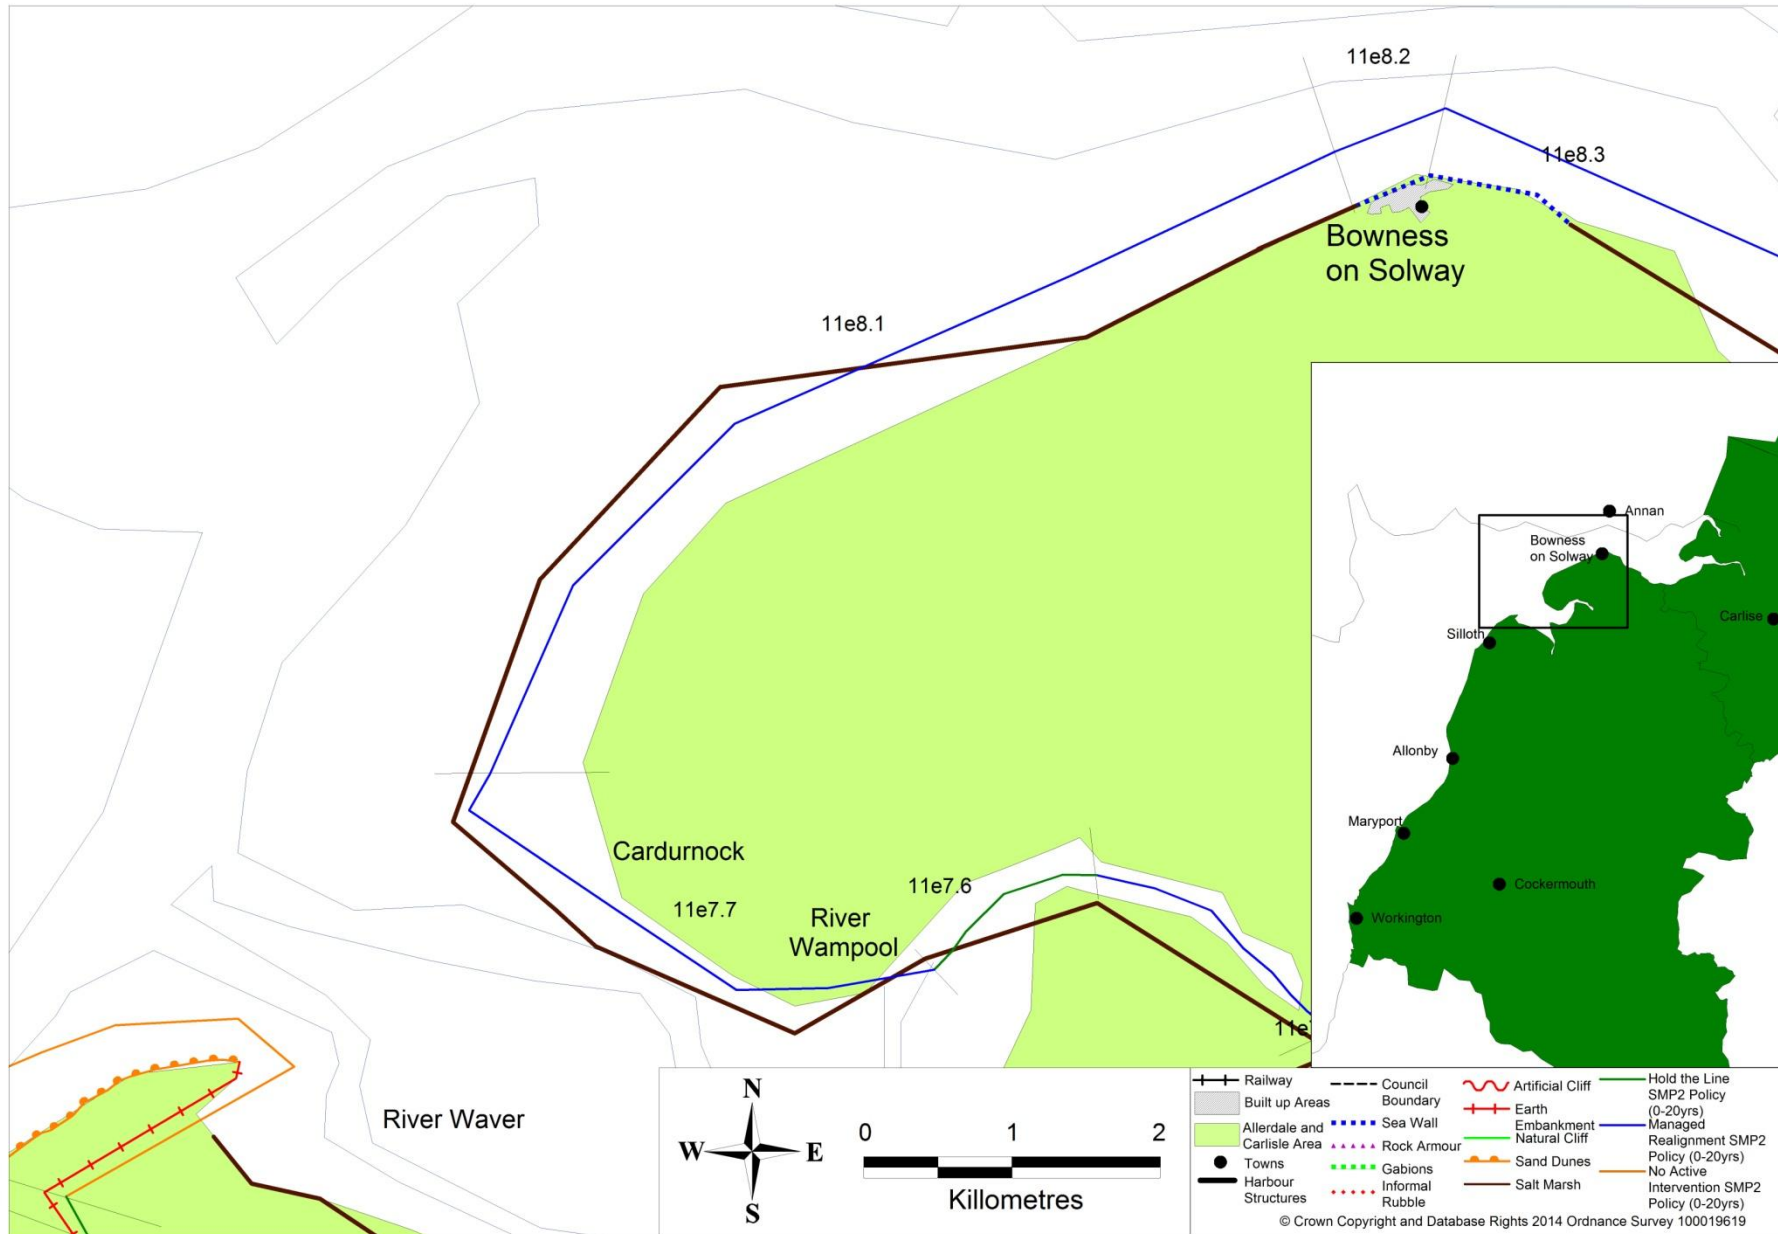 11e8.2
11e8.3
Bowness
on Solway
11e8.1
Cardurnock
11e7.7
11e7.6
River
Wampool
11e
River Waver
Annan
Bowness
on Solway
Carlise
Silloth
Allonby
Maryport
Cockermouth
Workington
N
W
E
S
0
1
2
Killometres
Railway
Built up Areas
Allerdale and
Carlisle Area
Towns
Harbour
Structures
Council
Boundary
Sea Wall
Rock Armour
Gabions
Informal
Rubble
Artificial Cliff
Earth
Embankment
Natural Cliff
Sand Dunes
Salt Marsh
Hold the Line
SMP2 Policy
(0-20yrs)
Managed
Realignment SMP2
Policy (0-20yrs)
No Active
Intervention SMP2
Policy (0-20yrs)
© Crown Copyright and Database Rights 2014 Ordnance Survey 100019619